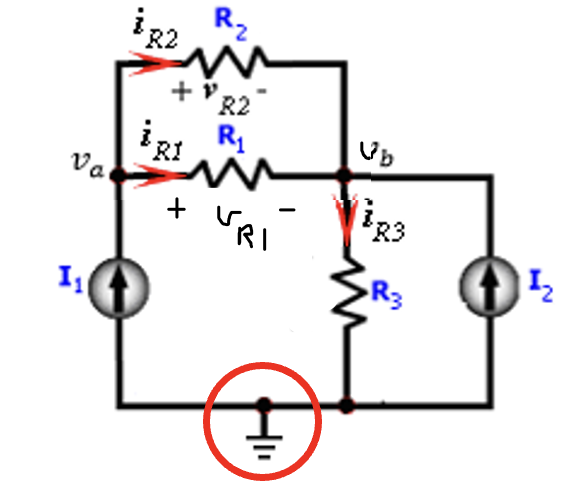 iR2
R2
+ vR2 -
iR1
R1
va
vb
+ vR1 -
iR3
I1
R3
I2